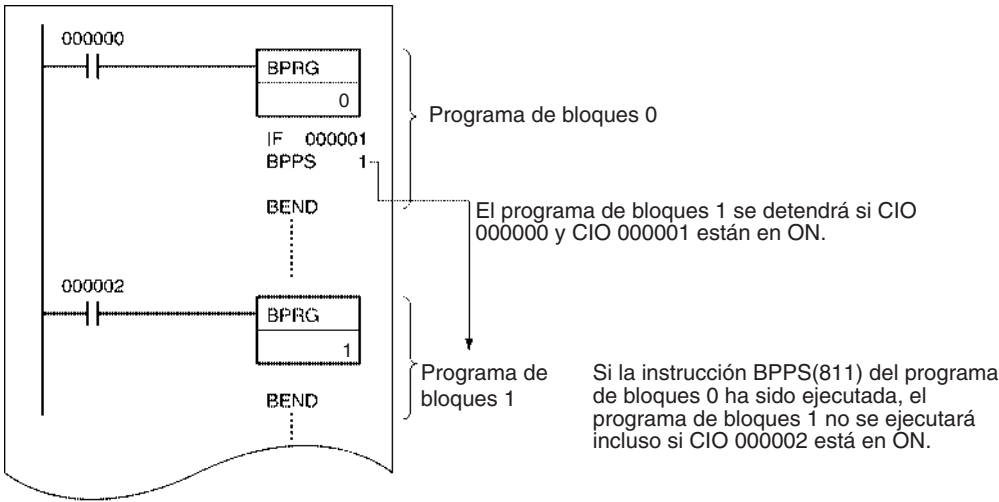 000000
BPRG
0
Programa de bloques 0
IF 000001
BPPS 1
BEND
El programa de bloques 1 se detendrá si CIO
000000 y CIO 000001 están en ON.
000002
BPRG
1
Programa de
bloques 1
BEND
Si la instrucción BPPS(811) del programa
de bloques 0 ha sido ejecutada, el
programa de bloques 1 no se ejecutará
incluso si CIO 000002 está en ON.